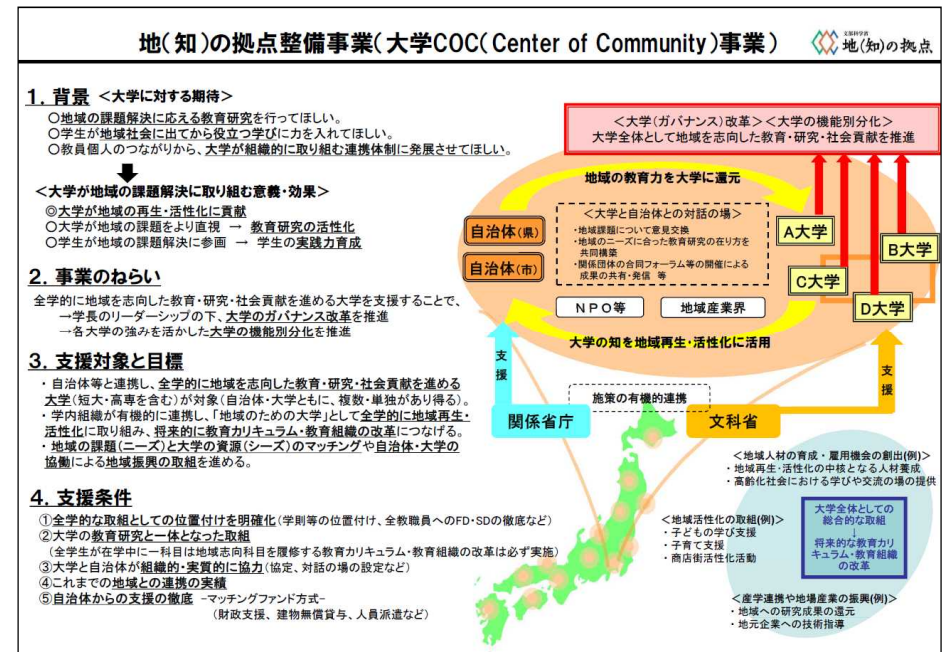 地(知)の拠点整備事業(大学COC(Center of Community)事業)
文部科学省
地(知)の拠点
1. 背景 <大学に対する期待>
○地域の課題解決に応える教育研究を行ってほしい。
○学生が地域社会に出てから役立つ学びに力を入れてほしい。
○教員個人のつながりから、大学が組織的に取り組む連携体制に発展させてほしい。
<大学が地域の課題解決に取り組む意義・効果>
◎大学が地域の再生・活性化に貢献
○大学が地域の課題をより直視 → 教育研究の活性化
○学生が地域の課題解決に参画 → 学生の実践力育成
2. 事業のねらい
全学的に地域を志向した教育・研究・社会貢献を進める大学を支援することで、
→学長のリーダーシップの下、大学のガバナンス改革を推進
→各大学の強みを活かした大学の機能別分化を推進
3. 支援対象と目標
・自治体等と連携し、全学的に地域を志向した教育・研究・社会貢献を進める
大学(短大・高専を含む)が対象(自治体・大学ともに、複数・単独があり得る)。
・学内組織が有機的に連携し、「地域のための大学」として全学的に地域再生・
活性化に取り組み、将来的に教育カリキュラム・教育組織の改革につなげる。
・地域の課題(ニーズ)と大学の資源(シーズ)のマッチングや自治体・大学の
協働による地域振興の取組を進める。
4. 支援条件
①全学的な取組としての位置付けを明確化(学則等の位置付け、全教職員へのFD・SDの徹底など)
②大学の教育研究と一体となった取組
(全学生が在学中に一科目は地域志向科目を履修する教育カリキュラム・教育組織の改革は必ず実施)
③大学と自治体が組織的・実質的に協力(協定、対話の場の設定など)
④これまでの地域との連携の実績
⑤自治体からの支援の徹底 -マッチングファンド方式-
(財政支援、建物無償貸与、人員派遣など)
<大学(ガバナンス)改革><大学の機能別分化>
大学全体として地域を志向した教育・研究・社会貢献を推進
地域の教育力を大学に還元
自治体(県)
自治体(市)
<大学と自治体との対話の場>
・地域課題について意見交換
・地域のニーズに合った教育研究の在り方を
共同構築
・関係団体の合同フォーラム等の開催による
成果の共有・発信 等
A大学
B大学
C大学
D大学
NPO等
地域産業界
大学の知を地域再生・活性化に活用
支援
支援
施策の有機的連携
関係省庁
文科省
<地域人材の育成・雇用機会の創出(例)>
・地域再生・活性化の中核となる人材養成
・高齢化社会における学びや交流の場の提供
<地域活性化の取組(例)>
・子どもの学び支援
・子育て支援
・商店街活性化活動
大学全体としての
総合的な取組
↓
将来的な教育カリ
キュラム・教育組織
の改革
<産学連携や地場産業の振興(例)>
・地域への研究成果の還元
・地元企業への技術指導